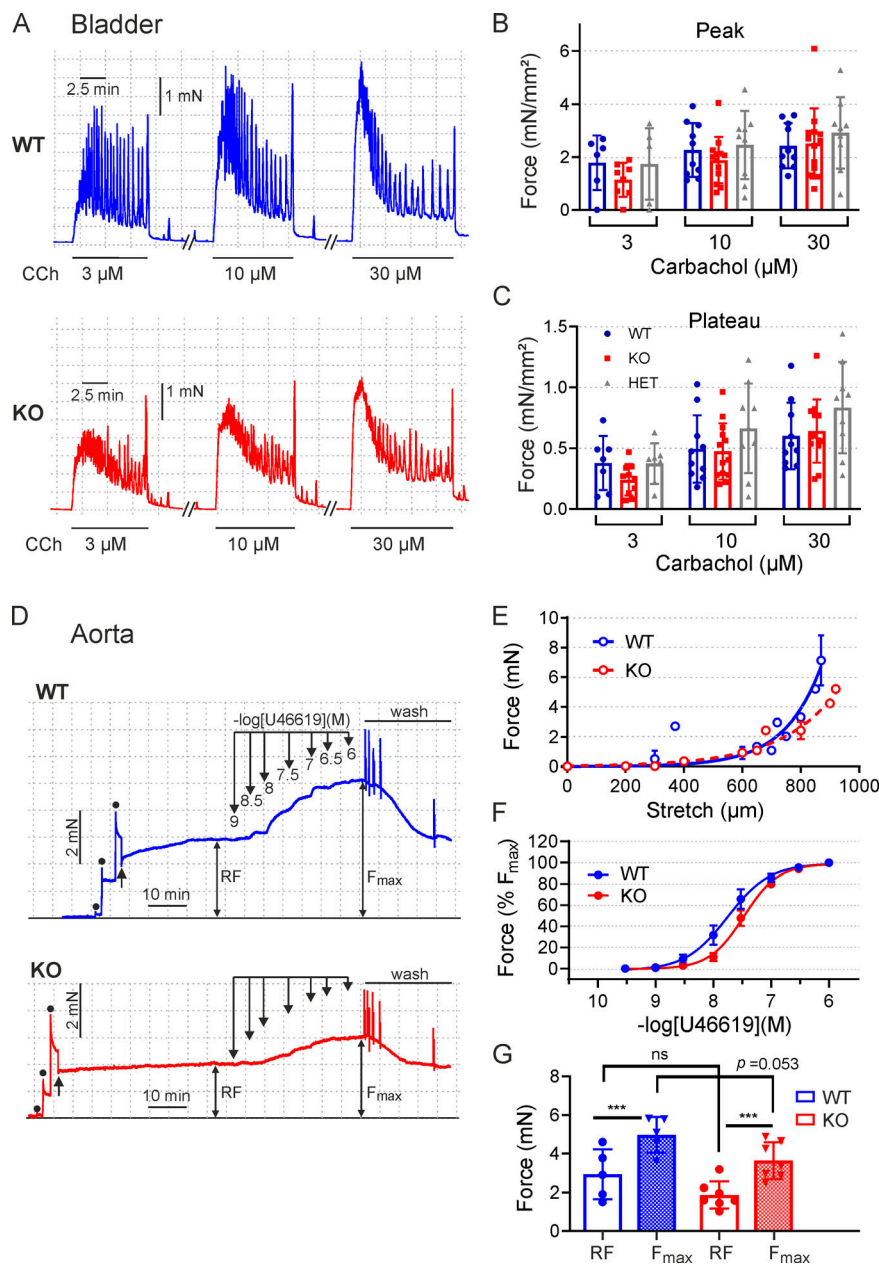 A Bladder
2.5 min
1 mN
WT
CCh 3 µM 10 µM 30 µM
2.5 min
1 mN
KO
CCh 3 µM 10 µM 30 µM
B
Peak
Force (mN/mm²)
6
4
2
0
3 10 30
Carbachol (µM)
C
Plateau
WT
KO
HET
Force (mN/mm²)
1.5
1.0
0.5
0.0
3 10 30
Carbachol (µM)
D Aorta
WT
-log[U46619](M)
wash
9 8.5 8 7.5 7 6.5 6
2 mN
10 min
RF
Fmax
KO
wash
2 mN
10 min
RF
Fmax
E
WT
KO
Force (mN)
10
8
6
4
2
0
0 200 400 600 800 1000
Stretch (µm)
F
WT
KO
Force (% Fmax)
120
100
80
60
40
20
0
10 9 8 7 6
-log[U46619](M)
G
ns
p =0.053
WT
KO
***
***
Force (mN)
8
6
4
2
0
RF Fmax RF Fmax